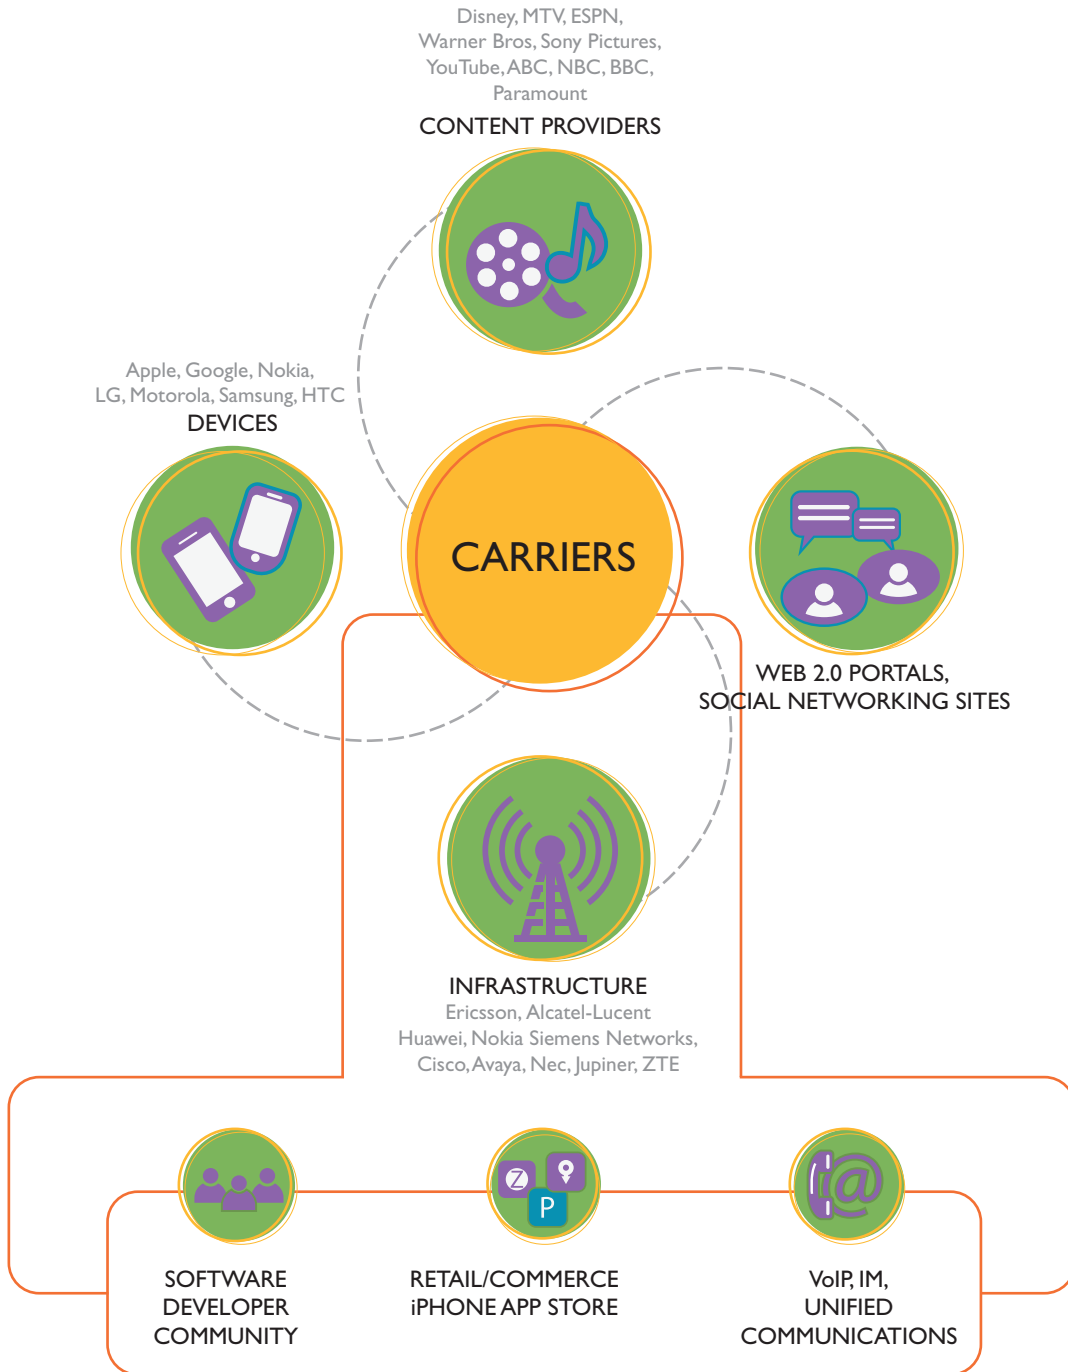 Disney, MTV, ESPN,
Warner Bros, Sony Pictures,
YouTube, ABC, NBC, BBC,
Paramount
CONTENT PROVIDERS
Apple, Google, Nokia,
LG, Motorola, Samsung, HTC
DEVICES
CARRIERS
WEB 2.0 PORTALS,
SOCIAL NETWORKING SITES
INFRASTRUCTURE
Ericsson, Alcatel-Lucent
Huawei, Nokia Siemens Networks,
Cisco, Avaya, Nec, Jupiner, ZTE
Z
P
@
SOFTWARE
DEVELOPER
COMMUNITY
RETAIL/COMMERCE
iPHONE APP STORE
VoIP, IM,
UNIFIED
COMMUNICATIONS